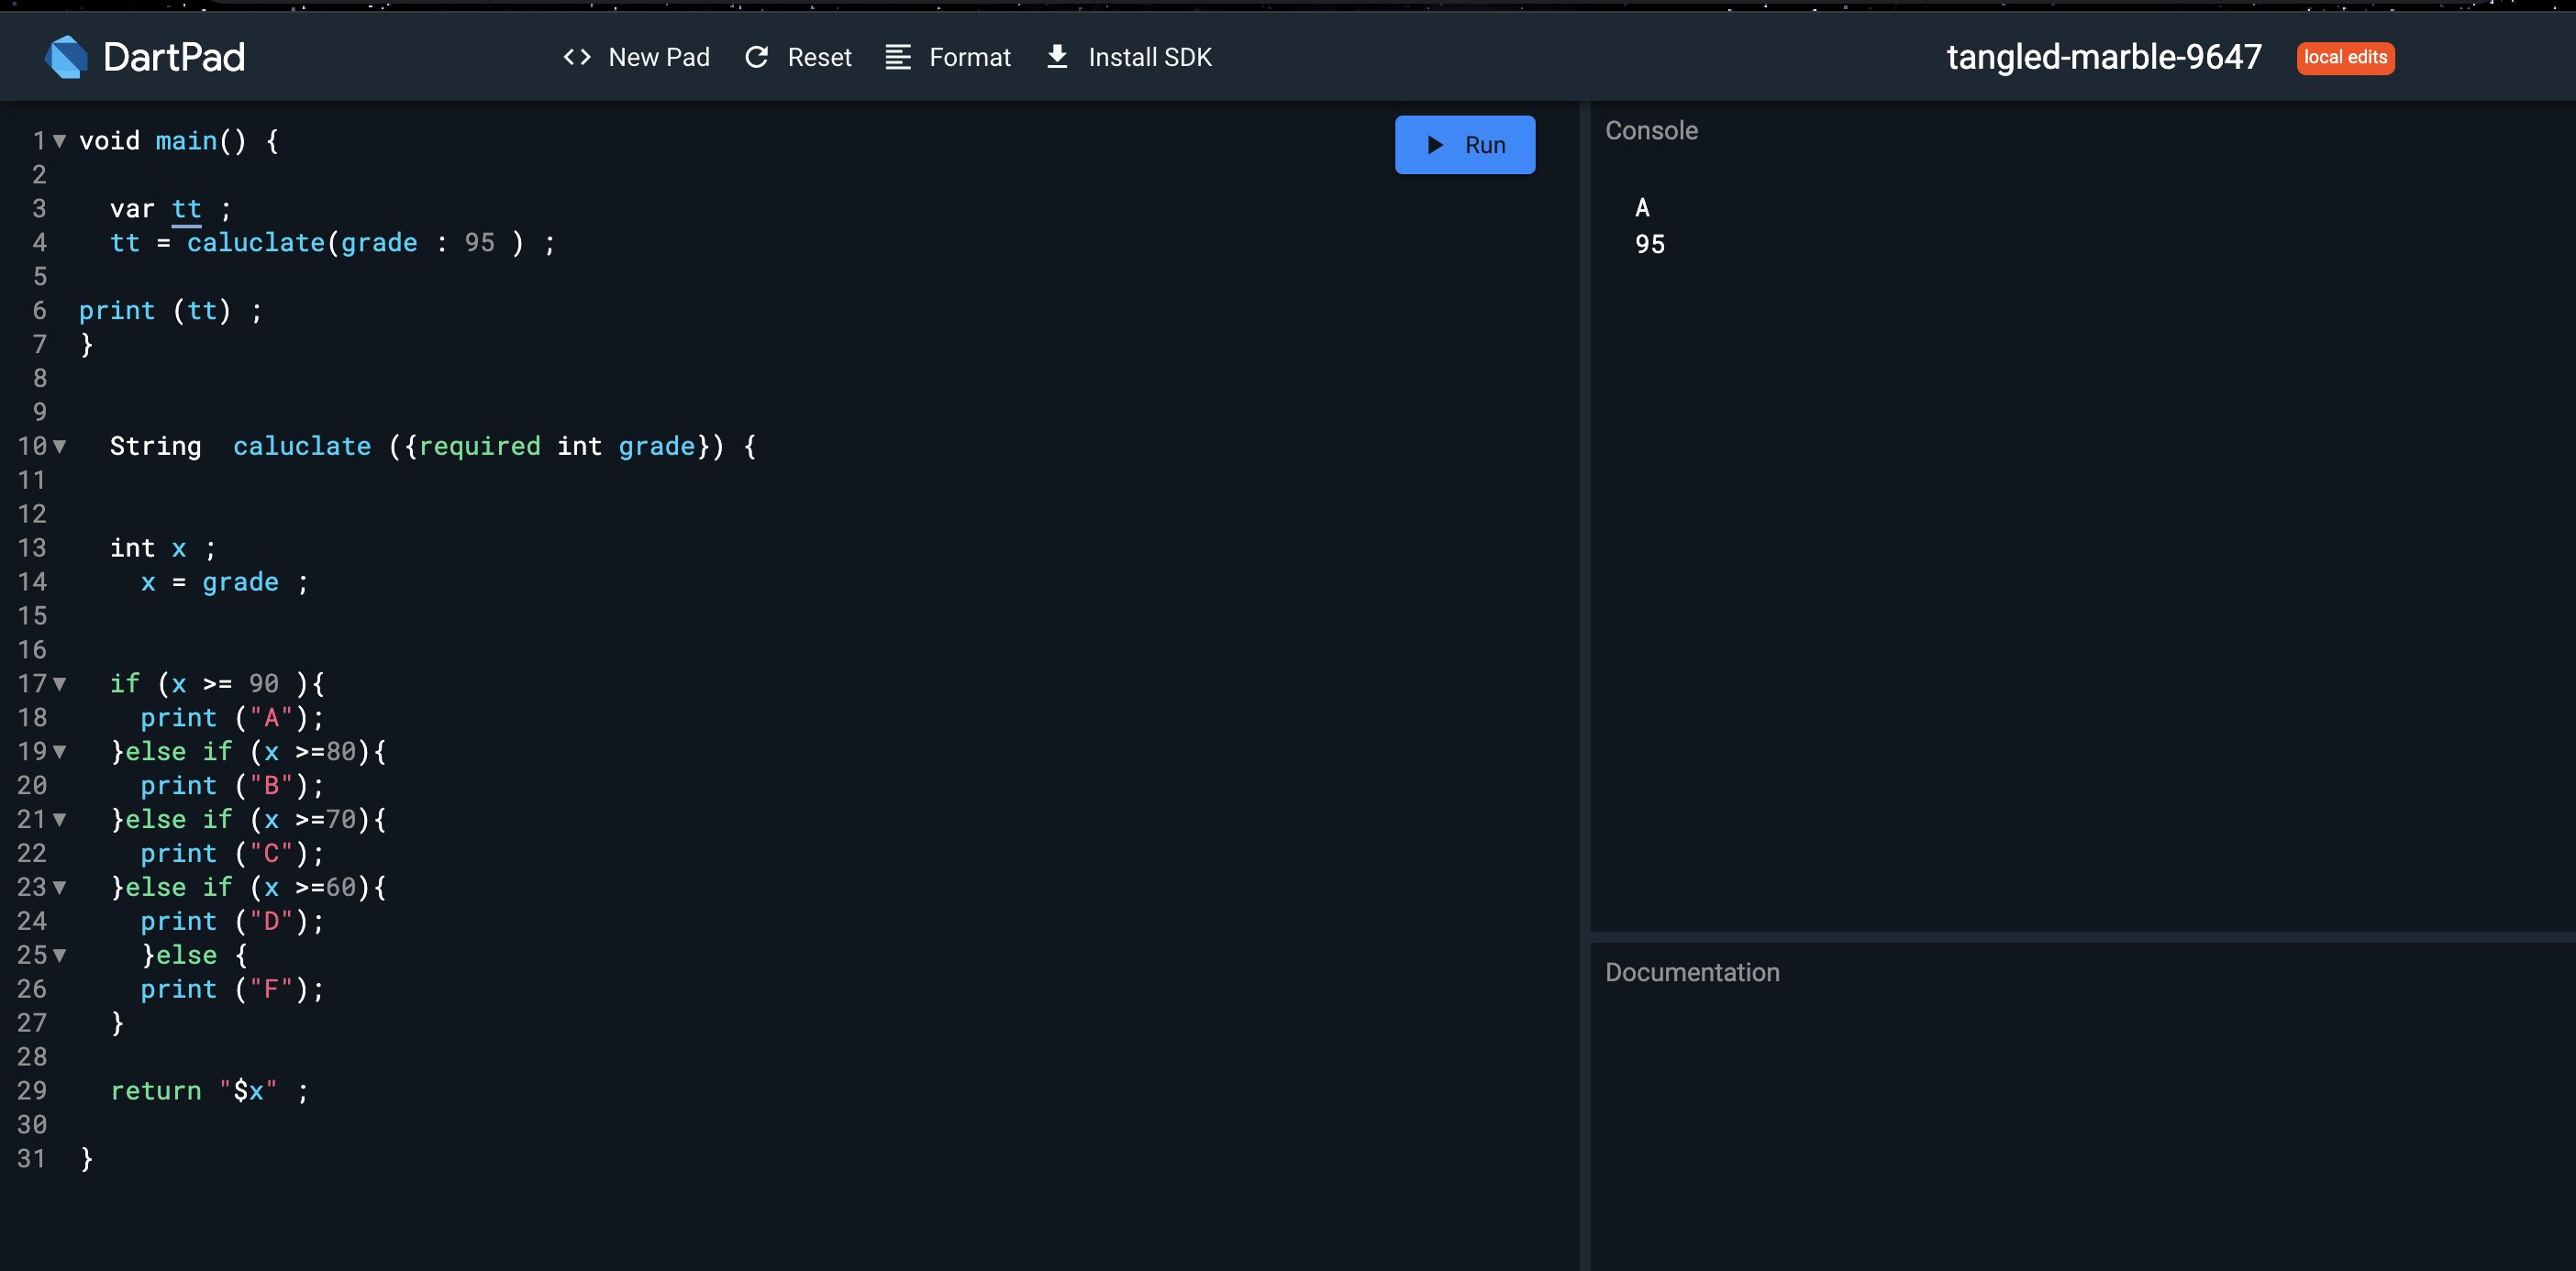 DartPad
<> New Pad Reset Format Install SDK
tangled-marble-9647 local edits
1 void main() {
2
3 var tt ;
4 tt = caluclate(grade : 95 ) ;
5
6 print (tt) ;
7 }
8
9
10 String  caluclate ({required int grade}) {
11
12
13 int x ;
14 x = grade ;
15
16
17 if (x >= 90 ){
18 print ("A");
19 }else if (x >=80){
20 print ("B");
21 }else if (x >=70){
22 print ("C");
23 }else if (x >=60){
24 print ("D");
25 }else {
26 print ("F");
27 }
28
29 return "$x" ;
30
31 }
Run
Console
A
95
Documentation